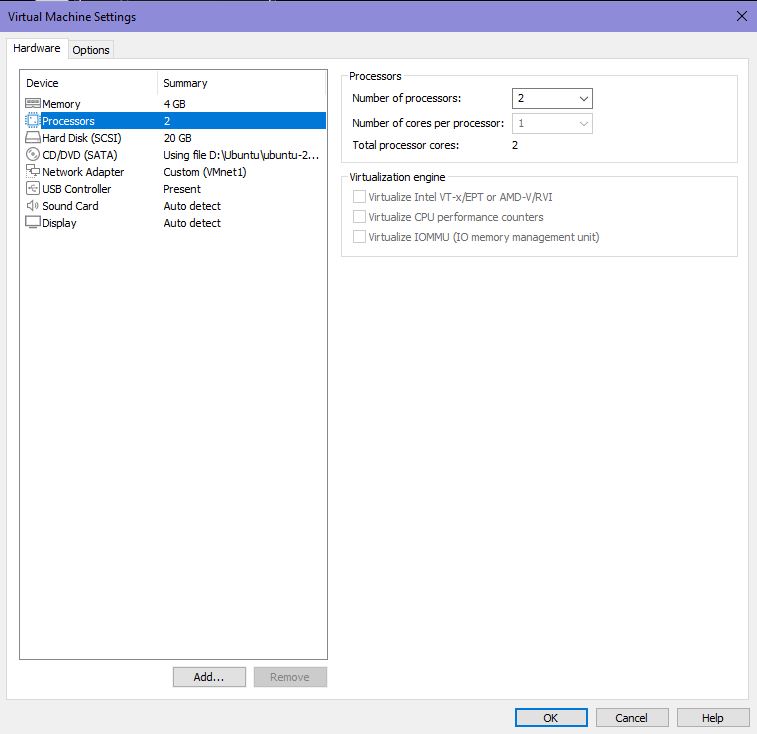 Virtual Machine Settings
Hardware Options
Device Summary
Memory 4 GB
Processors 2
Hard Disk (SCSI) 20 GB
CD/DVD (SATA) Using file D:\Ubuntu\ubuntu-2...
Network Adapter Custom (VMnet1)
USB Controller Present
Sound Card Auto detect
Display Auto detect
Add... Remove
Processors
Number of processors: 2
Number of cores per processor: 1
Total processor cores: 2
Virtualization engine
Virtualize Intel VT-x/EPT or AMD-V/RVI
Virtualize CPU performance counters
Virtualize IOMMU (IO memory management unit)
OK Cancel Help